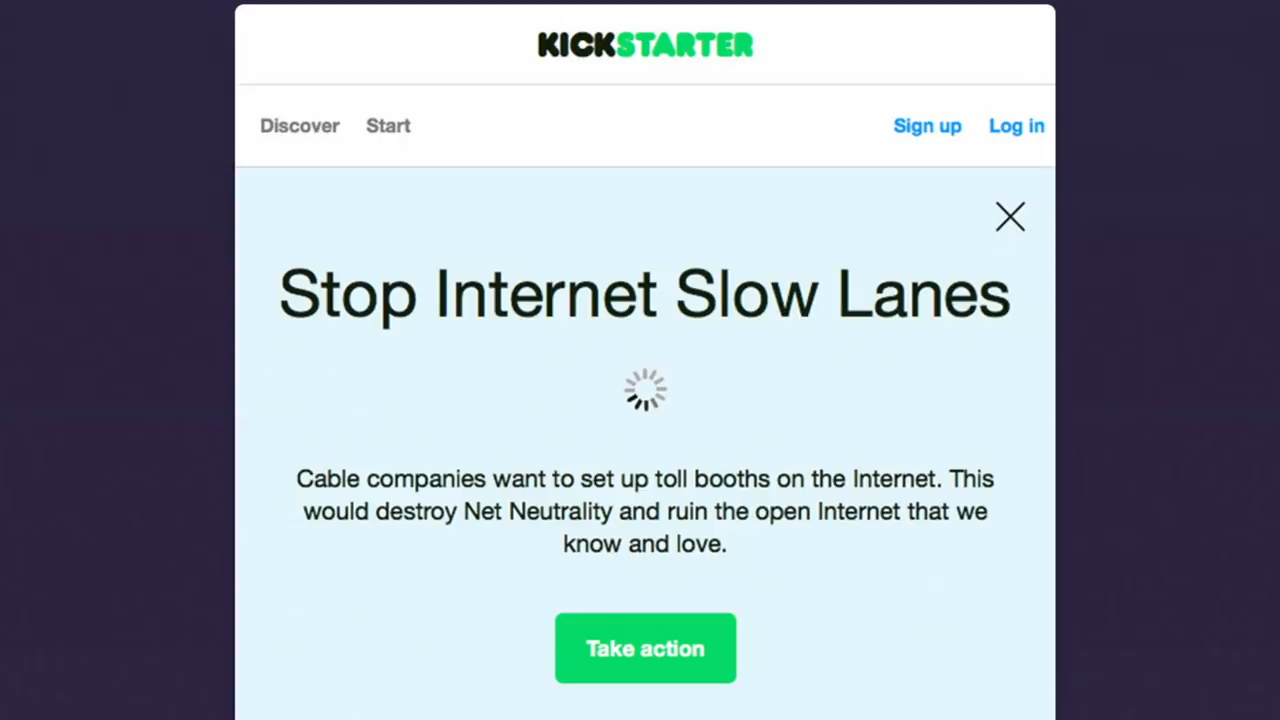 KICKSTARTER
Discover Start Sign up Log in
Stop Internet Slow Lanes
Cable companies want to set up toll booths on the Internet. This
would destroy Net Neutrality and ruin the open Internet that we
know and love.
Take action